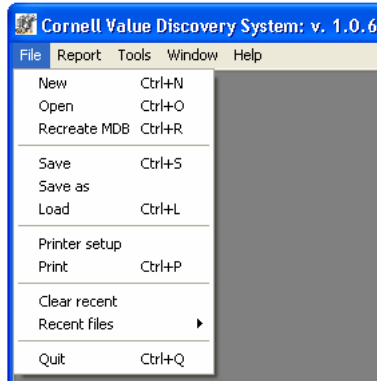 Cornell Value Discovery System: v. 1.0.6
File Report Tools Window Help
New Ctrl+N
Open Ctrl+O
Recreate MDB Ctrl+R
Save Ctrl+S
Save as
Load Ctrl+L
Printer setup
Print Ctrl+P
Clear recent
Recent files
Quit Ctrl+Q